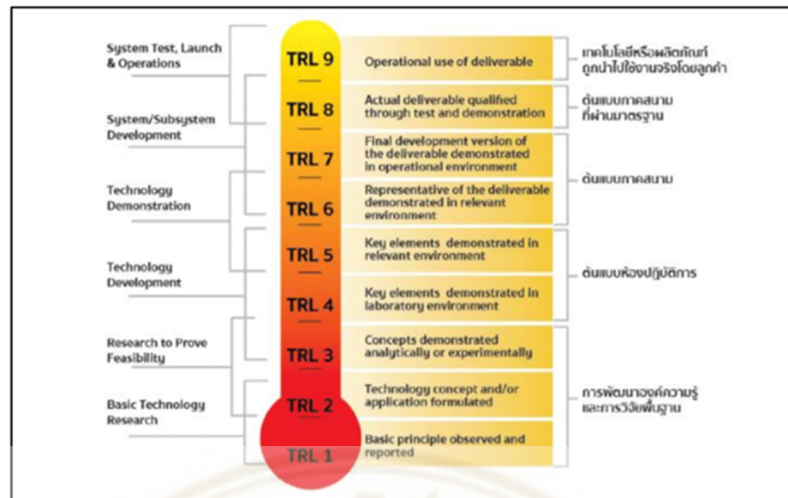 System Test, Launch
& Operations
System/Subsystem
Development
Technology
Demonstration
Technology
Development
Research to Prove
Feasibility
Basic Technology
Research
TRL 9
TRL 8
TRL 7
TRL 6
TRL 5
TRL 4
TRL 3
TRL 2
TRL 1
Operational use of deliverable
Actual deliverable qualified
through test and demonstration
Final development version of
the deliverable demonstrated
in operational environment
Representative of the deliverable
demonstrated in relevant
environment
Key elements demonstrated in
relevant environment
Key elements demonstrated in
laboratory environment
Concepts demonstrated
analytically or experimentally
Technology concept and/or
application formulated
Basic principle observed and
reported
เทคโนโลยีหรือผลิตภัณฑ์
ถูกนำไปใช้งานจริงโดยลูกค้า
ต้นแบบภาคสนาม
ที่ผ่านมาตรฐาน
ต้นแบบภาคสนาม
ต้นแบบห้องปฏิบัติการ
การพัฒนาองค์ความรู้
และการวิจัยพื้นฐาน